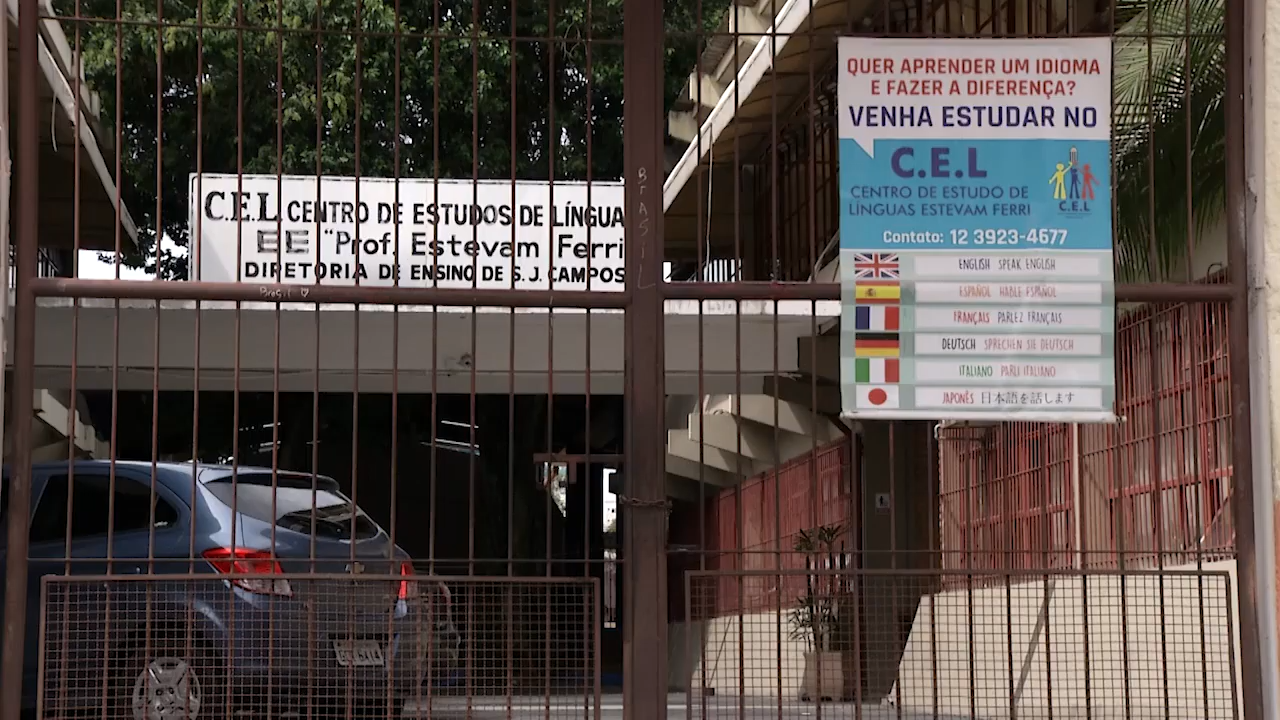 C.E.L CENTRO DE ESTUDOS DE LÍNGUA
EE "Prof. Estevam Ferri
DIRETORIA DE ENSINO DE S. J. CAMPOS
BRASIL
Brasil
QUER APRENDER UM IDIOMA
E FAZER A DIFERENÇA?
VENHA ESTUDAR NO
C.E.L
CENTRO DE ESTUDO DE
LÍNGUAS ESTEVAM FERRI
C.E.L
Contato: 12 3923-4677
ENGLISH SPEAK ENGLISH
ESPAÑOL HABLE ESPAÑOL
FRANÇAIS PARLEZ FRANÇAIS
DEUTSCH SPRECHEN SIE DEUTSCH
ITALIANO PARLI ITALIANO
JAPONÊS 日本語を話します